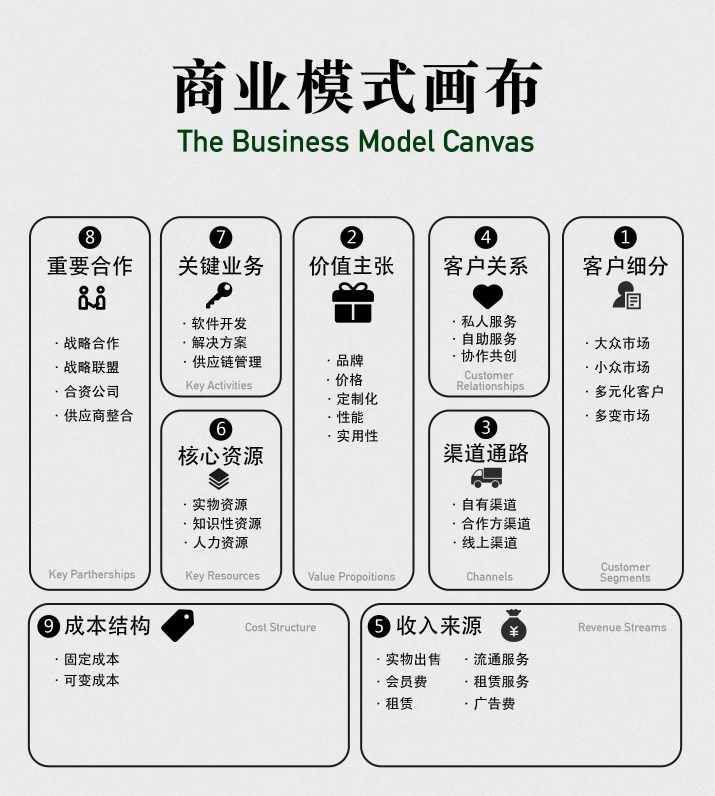 商业模式画布
The Business Model Canvas
8
重要合作
· 战略合作
· 战略联盟
· 合资公司
· 供应商整合
Key Partherships
7
关键业务
· 软件开发
· 解决方案
· 供应链管理
Key Activities
6
核心资源
· 实物资源
· 知识性资源
· 人力资源
Key Resources
2
价值主张
· 品牌
· 价格
· 定制化
· 性能
· 实用性
Value Propoitions
4
客户关系
· 私人服务
· 自助服务
· 协作共创
Customer
Relationships
3
渠道通路
· 自有渠道
· 合作方渠道
· 线上渠道
Channels
1
客户细分
· 大众市场
· 小众市场
· 多元化客户
· 多变市场
Customer
Segments
9 成本结构 Cost Structure
· 固定成本
· 可变成本
5 收入来源 ¥ Revenue Streams
· 实物出售 · 流通服务
· 会员费 · 租赁服务
· 租赁 · 广告费